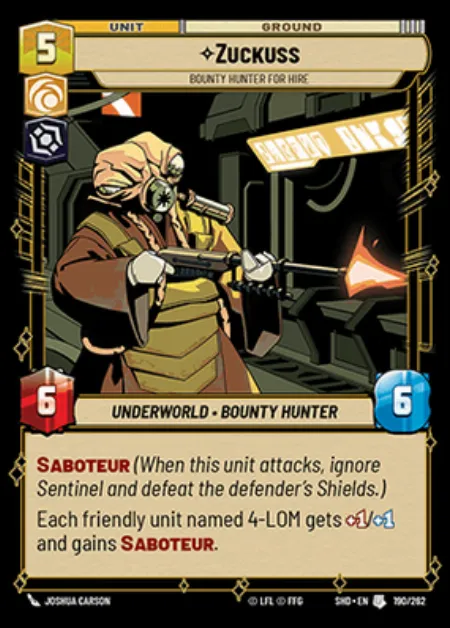 UNIT
GROUND
5
✧ZUCKUSS
BOUNTY HUNTER FOR HIRE
6
UNDERWORLD • BOUNTY HUNTER
6
SABOTEUR (When this unit attacks, ignore
Sentinel and defeat the defender's Shields.)
Each friendly unit named 4-LOM gets +1/+1
and gains SABOTEUR.
JOSHUA CARSON
© LFL © FFG
SHD • EN
190/262